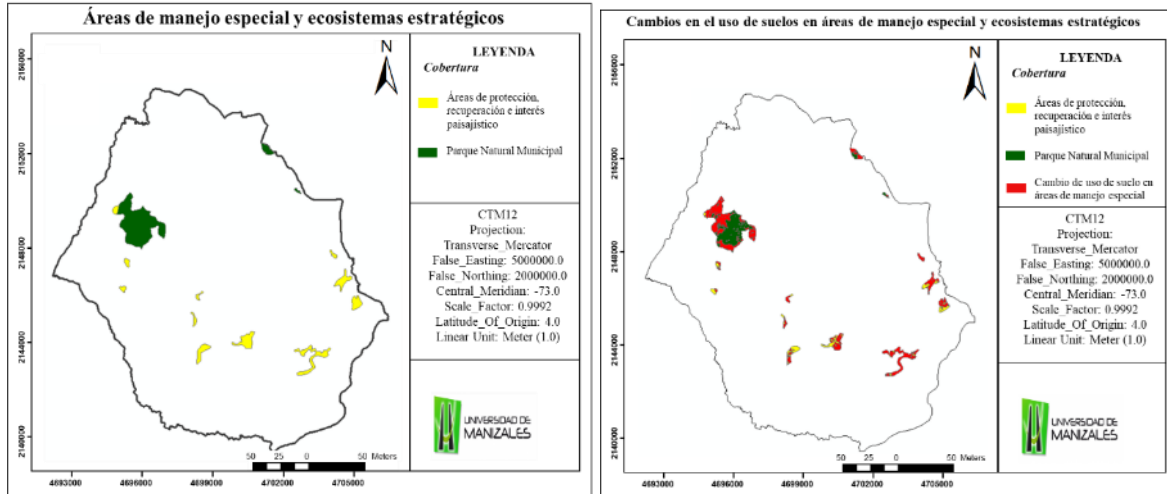 Áreas de manejo especial y ecosistemas estratégicos
N
LEYENDA
Cobertura
Áreas de protección,
recuperación e interés
paisajístico
Parque Natural Municipal
CTM12
Projection:
Transverse_Mercator
False_Easting: 5000000.0
False_Northing: 2000000.0
Central_Meridian: -73.0
Scale_Factor: 0.9992
Latitude_Of_Origin: 4.0
Linear Unit: Meter (1.0)
UNIVERSIDAD DE
MANIZALES
50 25 0 50 Meters
2156000
2152000
2148000
2144000
2140000
4693000 4696000 4699000 4702000 4705000
Cambios en el uso de suelos en áreas de manejo especial y ecosistemas estratégicos
N
LEYENDA
Cobertura
Áreas de protección,
recuperación e interés
paisajístico
Parque Natural Municipal
Cambio de uso de suelo en
áreas de manejo especial
CTM12
Projection:
Transverse_Mercator
False_Easting: 5000000.0
False_Northing: 2000000.0
Central_Meridian: -73.0
Scale_Factor: 0.9992
Latitude_Of_Origin: 4.0
Linear Unit: Meter (1.0)
UNIVERSIDAD DE
MANIZALES
50 25 0 50 Meters
2156000
2152000
2148000
2144000
2140000
4693000 4696000 4699000 4702000 4705000